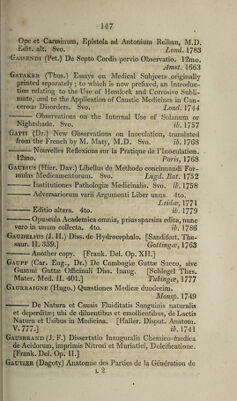 147
Ope et Carminum, Epistola ad Antonium Relhan, M.D.
Edit. alt. 8vo. Lond. 1783
Gassendi (Pet.) De Septo Cordis pervio Observatio. 12mo.
Amst. 1663
Gataker (Thos.) Essays on Medical Subjects originally
printed separately; to which is now prefixed, an Introduc-
tion relating to the Use of Hemlock and Corrosive Subli-
mate, and to the Application of Caustic Medicines in Can-
cerous Disorders. 8vo. Lond. 1764
—— Observations on the Internal Use of Solanum or
Nightshade. 8vo. ib. 1757
Gatti (Dr.) New Observations on Inoculation, translated
from the French by M. Maty, M.D. 8vo. ib. 1768
—— Nouvelles Reflexions sur la Pratique de l'Inoculation.
12mo. Paris, 1768
Gaubius (Hier. Dav.) Libellus de Methodo concinnandi For-
mulas Medicamentorum. 8vo. Lugd. Bat. 1752
—— Institutiones Pathologiæ Medicinalis. 8vo. ib. 1758
—— Adversariorum varii Argumenti Liber unus. 4to.
Leidæ, 1771
—— Editio altera. 4to. ib. 1779
—— Opuscula Academica omnia, prius sparsim edita, nunc
vero in unum collecta. 4to. ib. 1786
Gaudelius (J. H.) Diss. de Hydrocephalo. [Sandifort. The-
saur. II. 339.] Gottingæ, 1763
—— Another copy. [Frank. Del. Op. XII.]
Gaupp (Car. Eug., Dr.) De Cambogiæ Gutta Succo, sive
Gummi Guttæ Officinali Diss. Inaug. Schlegel Thes.
Mater. Med. II. 401.] Tubingæ, 1777
Gaurraigne (Hugo.) Quæstiones Medicæ duodecim.
Monsp. 1749
—— De Natura et Causis Fluiditatis Sanguinis naturalis
et deperditæ; uhi de diluentibus et emollientibus, de Lactis
Natura et Usibus in Medicina. [Haller. Disput. Anatom.
V. 777.] ib. 1741
Gausbrand (J. F.) Dissertatio Inauguralis Chemico-medica
de Acidorum, imprimis Nitrosi et Muriatici, Dulcificatione.
[Frank. Del. Op. II.]
Gautier (Dagoty) Anatomie des Parties de la Génération de
L 2